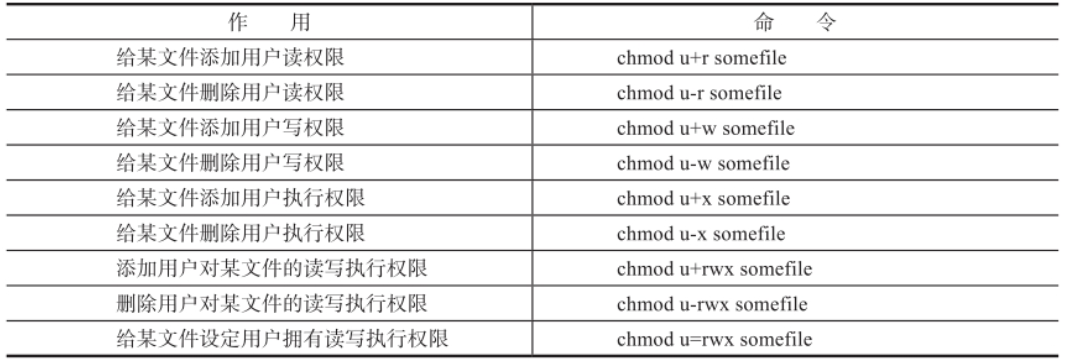 作 用 命 令
给某文件添加用户读权限 chmod u+r somefile
给某文件删除用户读权限 chmod u-r somefile
给某文件添加用户写权限 chmod u+w somefile
给某文件删除用户写权限 chmod u-w somefile
给某文件添加用户执行权限 chmod u+x somefile
给某文件删除用户执行权限 chmod u-x somefile
添加用户对某文件的读写执行权限 chmod u+rwx somefile
删除用户对某文件的读写执行权限 chmod u-rwx somefile
给某文件设定用户拥有读写执行权限 chmod u=rwx somefile